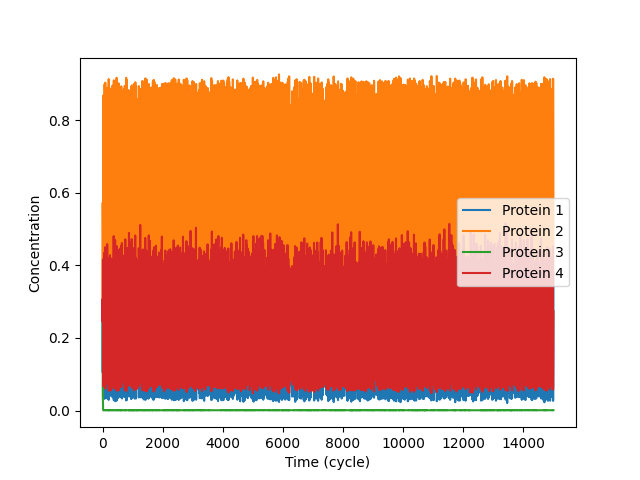 0.8
0.6
0.4
0.2
0.0
Concentration
Protein 1
Protein 2
Protein 3
Protein 4
0 2000 4000 6000 8000 10000 12000 14000
Time (cycle)